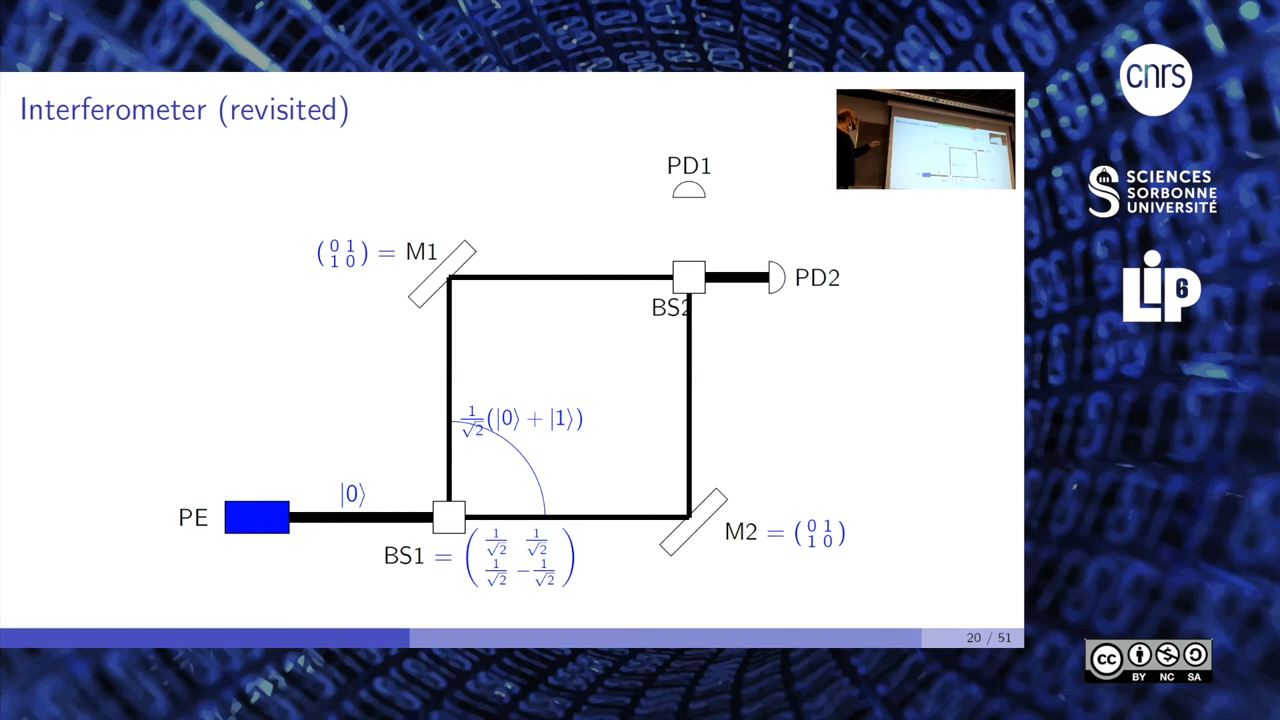 Interferometer (revisited)
PD1
(0 1
1 0) = M1
PD2
BS2
1/√2(|0⟩ + |1⟩)
|0⟩
PE
M2 = (0 1
1 0)
BS1 = (1/√2 1/√2
1/√2 −1/√2)
20 / 51
cnrs
SCIENCES
SORBONNE
UNIVERSITÉ
LIP6
cc
BY NC SA